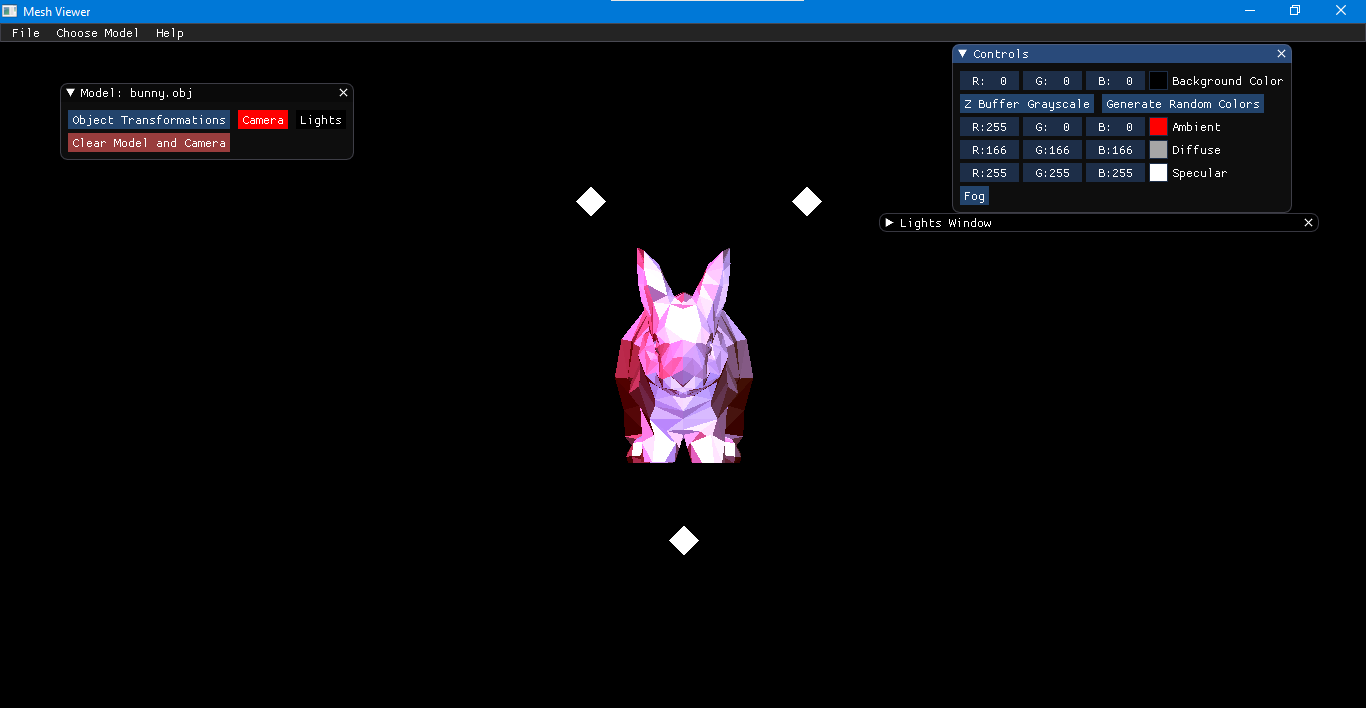 Mesh Viewer
File Choose Model Help
Model: bunny.obj
Object Transformations Camera Lights
Clear Model and Camera
Controls
R: 0 G: 0 B: 0 Background Color
Z Buffer Grayscale Generate Random Colors
R:255 G: 0 B: 0 Ambient
R:166 G:166 B:166 Diffuse
R:255 G:255 B:255 Specular
Fog
Lights Window